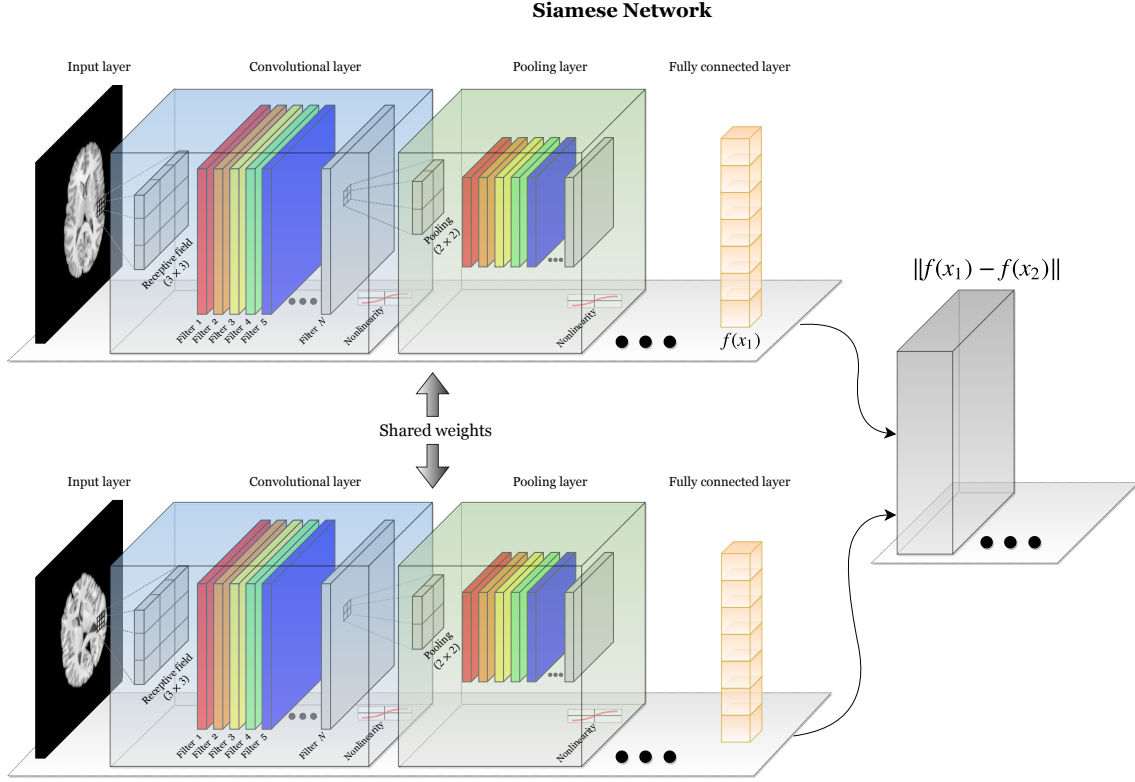 Siamese Network
Input layer
Convolutional layer
Pooling layer
Fully connected layer
Receptive field
(3 × 3)
Filter 1
Filter 2
Filter 3
Filter 4
Filter 5
Filter N
Nonlinearity
Pooling
(2 × 2)
Nonlinearity
f(x₁)
||f(x₁) − f(x₂)||
Shared weights
Input layer
Convolutional layer
Pooling layer
Fully connected layer
Receptive field
(3 × 3)
Filter 1
Filter 2
Filter 3
Filter 4
Filter 5
Filter N
Nonlinearity
Pooling
(2 × 2)
Nonlinearity